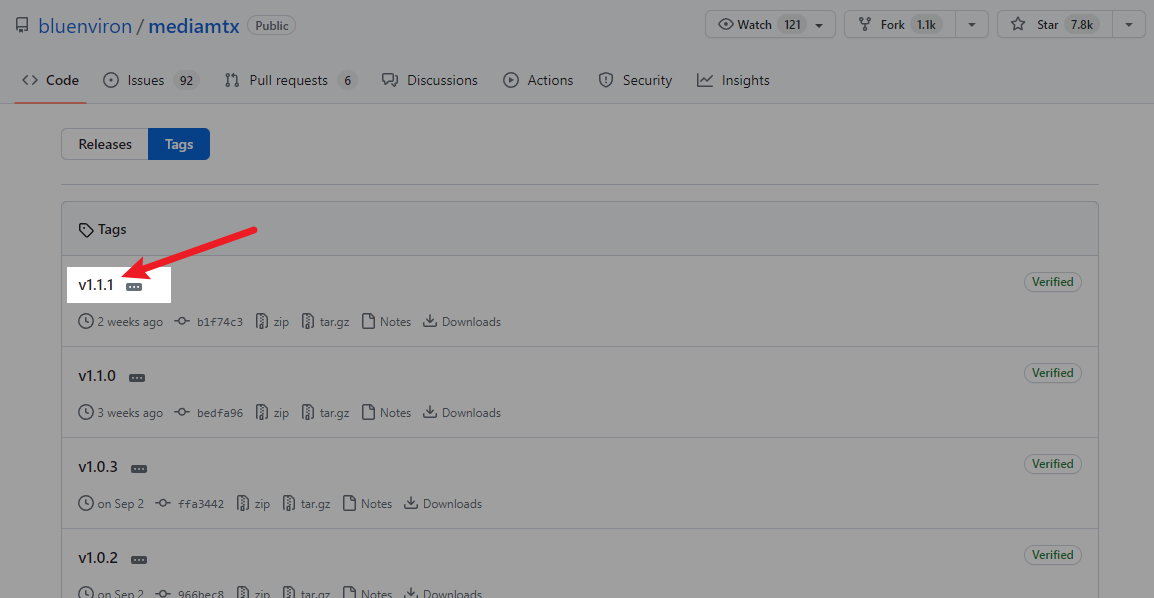 bluenviron / mediamtx Public Watch 121 Fork 1.1k Star 7.8k
Code Issues 92 Pull requests 6 Discussions Actions Security Insights
Releases Tags
Tags
v1.1.1 Verified
2 weeks ago b1f74c3 zip tar.gz Notes Downloads
v1.1.0 Verified
3 weeks ago bedfa96 zip tar.gz Notes Downloads
v1.0.3 Verified
on Sep 2 ffa3442 zip tar.gz Notes Downloads
v1.0.2 Verified
on Sep 2 966bec8 zip tar.gz Notes Downloads